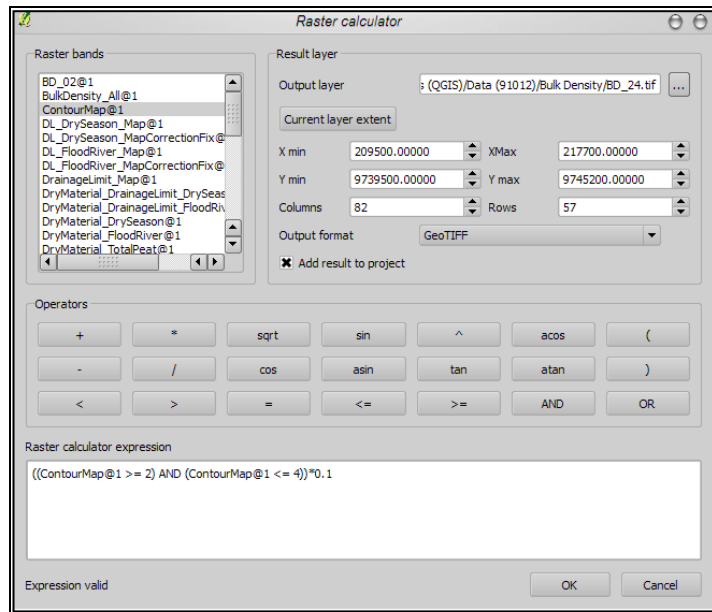 Raster calculator
Raster bands
BD_02@1
BulkDensity_All@1
ContourMap@1
DL_DrySeason_Map@1
DL_DrySeason_MapCorrectionFix@
DL_FloodRiver_Map@1
DL_FloodRiver_MapCorrectionFix@
DrainageLimit_Map@1
DryMaterial_DrainageLimit_DrySeas
DryMaterial_DrainageLimit_FloodRiv
DryMaterial_DrySeason@1
DryMaterial_FloodRiver@1
DryMaterial_TotalPeat@1
Result layer
Output layer
s (QGIS)/Data (91012)/Bulk Density/BD_24.tif
...
Current layer extent
X min 209500.00000 XMax 217700.00000
Y min 9739500.00000 Y max 9745200.00000
Columns 82 Rows 57
Output format GeoTIFF
Add result to project
Operators
+ * sqrt sin ^ acos (
- / cos asin tan atan )
< > = <= >= AND OR
Raster calculator expression
((ContourMap@1 >= 2) AND (ContourMap@1 <= 4))*0.1
Expression valid
OK Cancel